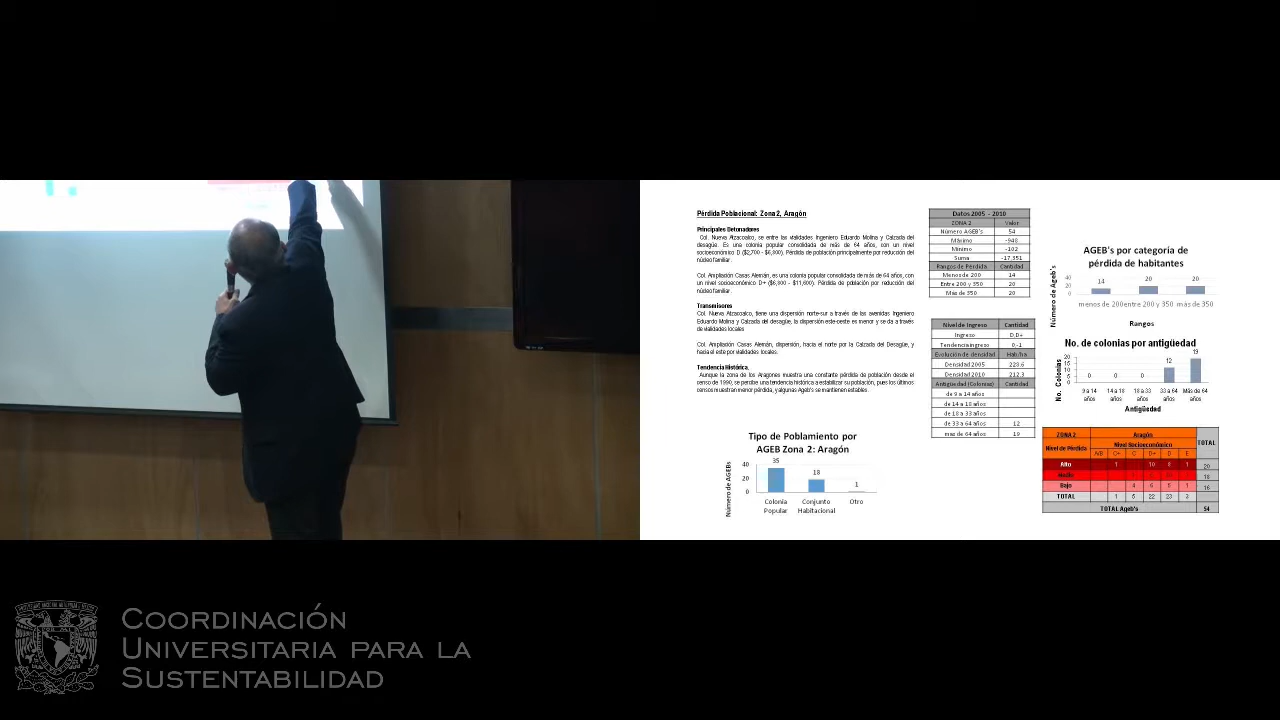 Pérdida Poblacional: Zona 2, Aragón
Principales Detonadores
Col. Nueva Atzacoalco, se entre las vialidades Ingeniero Eduardo Molina y Calzada del
desagüe. Es una colonia popular consolidada de más de 64 años, con un nivel
socioeconómico D ($2,700 - $6,800). Pérdida de población principalmente por reducción del
núcleo familiar.
Col. Ampliación Casas Alemán, es una colonia popular consolidada de más de 64 años, con
un nivel socioeconómico D+ ($6,800 - $11,600). Pérdida de población por reducción del
núcleo familiar.
Transmisores
Col. Nueva Atzacoalco, tiene una dispersión norte-sur a través de las avenidas Ingeniero
Eduardo Molina y Calzada del desagüe, la dispersión este-oeste es menor y se da a través
de vialidades locales
Col. Ampliación Casas Alemán, dispersión, hacia el norte por la Calzada del Desagüe, y
hacia el este por vialidades locales.
Tendencia Histórica.
Aunque la zona de los Aragones muestra una constante pérdida de población desde el
censo de 1990, se percibe una tendencia histórica a estabilizar su población, pues los últimos
censos muestran menor pérdida, y algunas Ageb's se mantienen estables.
Tipo de Poblamiento por
AGEB Zona 2: Aragón
Número de AGEBs
40
20
0
35
18
1
Colonia Popular
Conjunto Habitacional
Otro
Datos 2005 - 2010
ZONA 2 Valor
Número AGEB's 54
Máximo -948
Mínimo -102
Suma -17,351
Rangos de Pérdida Cantidad
Menos de 200 14
Entre 200 y 350 20
Más de 350 20
Nivel de Ingreso Cantidad
Ingreso D,D+
Tendencia ingreso 0,-1
Evolución de densidad Hab/ha
Densidad 2005 223.6
Densidad 2010 212.3
Antigüedad (Colonias) Cantidad
de 9 a 14 años
de 14 a 18 años
de 18 a 33 años
de 33 a 64 años 12
mas de 64 años 19
AGEB's por categoría de
pérdida de habitantes
Número de Ageb's
40
20
0
14
20
20
menos de 200 entre 200 y 350 más de 350
Rangos
No. de colonias por antigüedad
No. Colonias
20
15
10
5
0
0
0
0
12
19
9 a 14 años
14 a 18 años
18 a 33 años
33 a 64 años
Más de 64 años
Antigüedad
ZONA 2 Aragón TOTAL
Nivel de Pérdida Nivel Socioeconómico
A/B C+ C D+ D E
Alto 1 10 8 1 20
Medio 18
Bajo 4 6 5 1 16
TOTAL 1 5 22 23 3
TOTAL Ageb's 54
COORDINACIÓN
UNIVERSITARIA PARA LA
SUSTENTABILIDAD